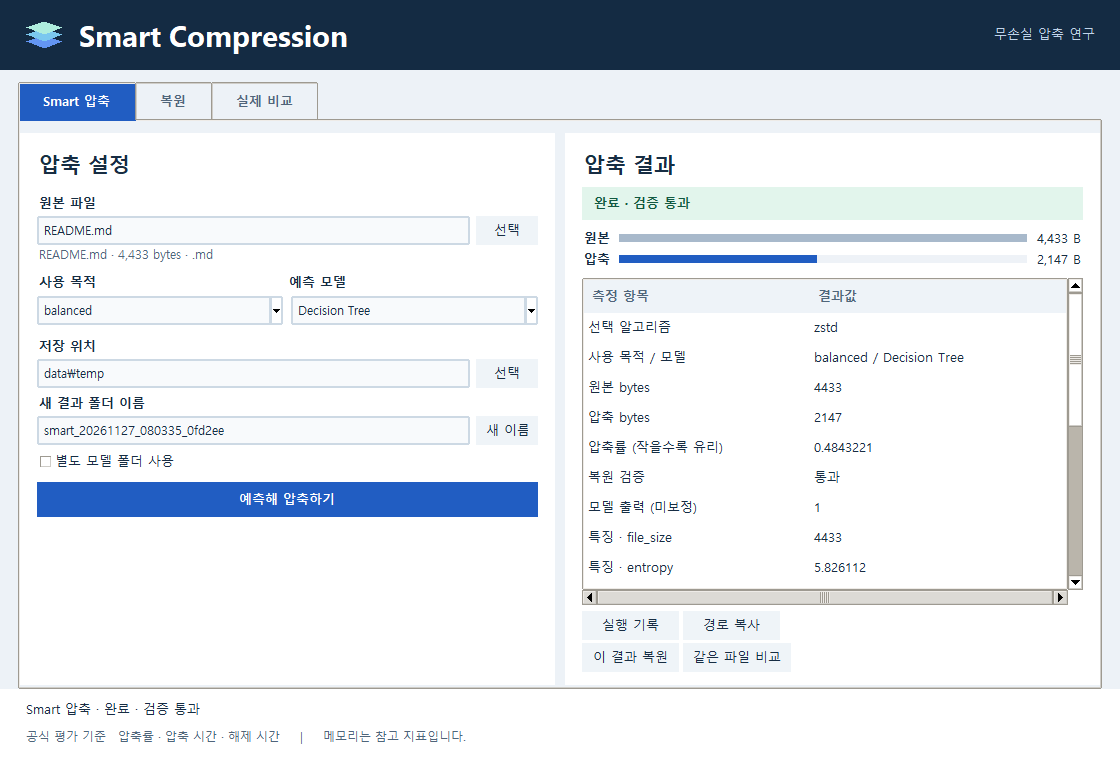 Smart Compression
무손실 압축 연구
Smart 압축
복원
실제 비교
압축 설정
원본 파일
README.md
선택
README.md · 4,433 bytes · .md
사용 목적
예측 모델
balanced
Decision Tree
저장 위치
data₩temp
선택
새 결과 폴더 이름
smart_20261127_080335_0fd2ee
새 이름
별도 모델 폴더 사용
예측해 압축하기
압축 결과
완료 · 검증 통과
원본 4,433 B
압축 2,147 B
측정 항목 결과값
선택 알고리즘 zstd
사용 목적 / 모델 balanced / Decision Tree
원본 bytes 4433
압축 bytes 2147
압축률 (작을수록 유리) 0.4843221
복원 검증 통과
모델 출력 (미보정) 1
특징 · file_size 4433
특징 · entropy 5.826112
실행 기록
경로 복사
이 결과 복원
같은 파일 비교
Smart 압축 · 완료 · 검증 통과
공식 평가 기준 압축률 · 압축 시간 · 해제 시간 | 메모리는 참고 지표입니다.